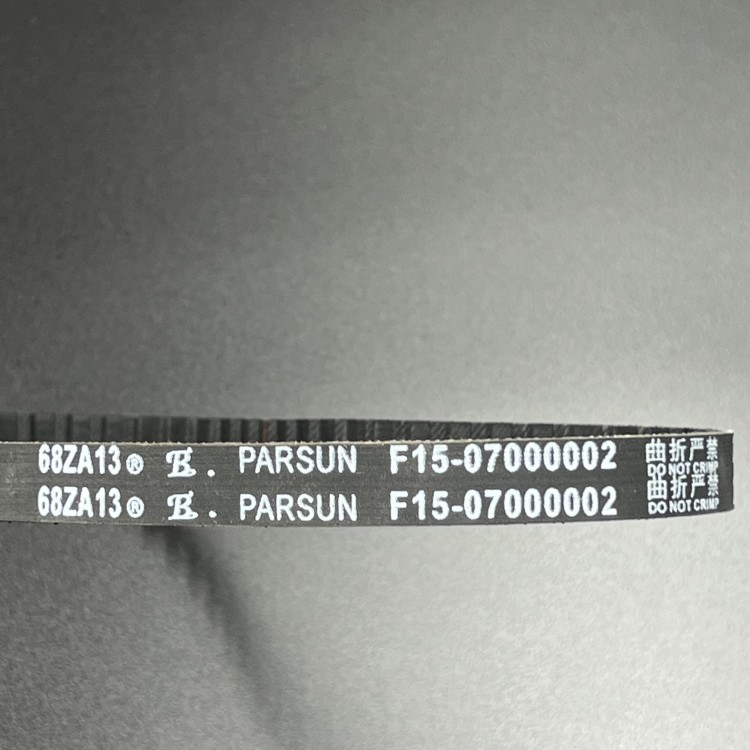 68ZA13® . PARSUN F15-07000002 曲折严禁
DO NOT CRIMP
68ZA13® . PARSUN F15-07000002 曲折严禁
DO NOT CRIMP